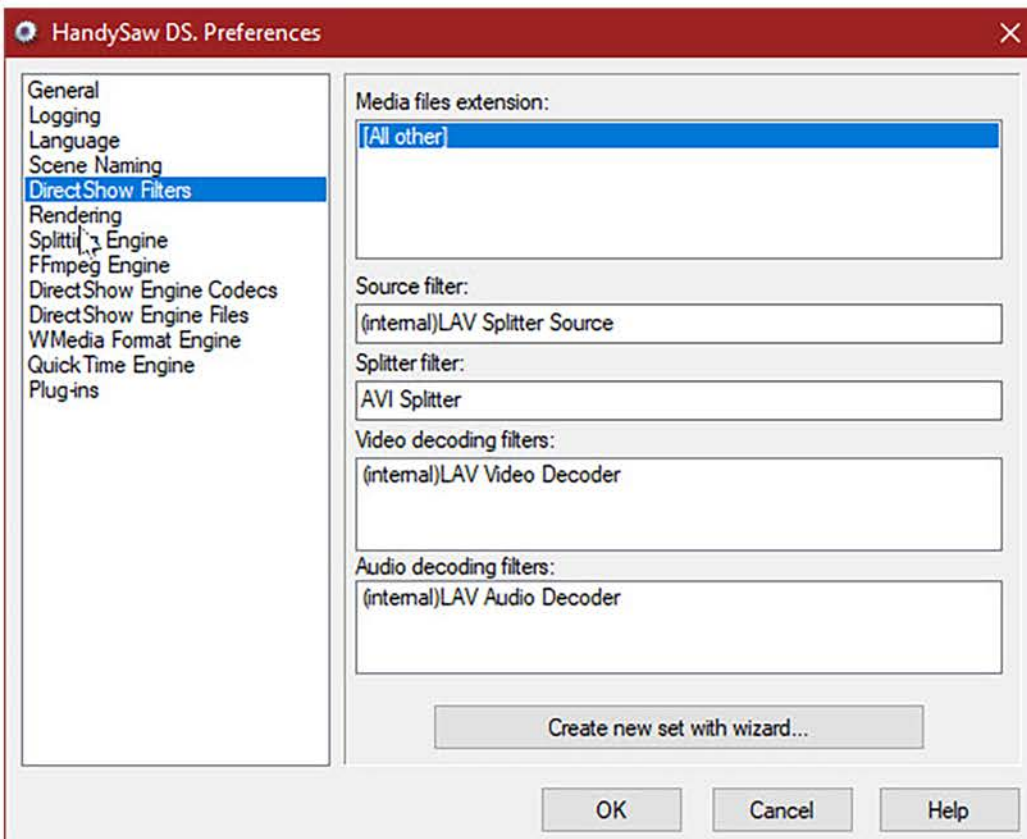 HandySaw DS. Preferences
General
Logging
Language
Scene Naming
DirectShow Filters
Rendering
Splitting Engine
FFmpeg Engine
DirectShow Engine Codecs
DirectShow Engine Files
WMedia Format Engine
QuickTime Engine
Plug-ins
Media files extension:
[All other]
Source filter:
(internal)LAV Splitter Source
Splitter filter:
AVI Splitter
Video decoding filters:
(internal)LAV Video Decoder
Audio decoding filters:
(internal)LAV Audio Decoder
Create new set with wizard...
OK
Cancel
Help